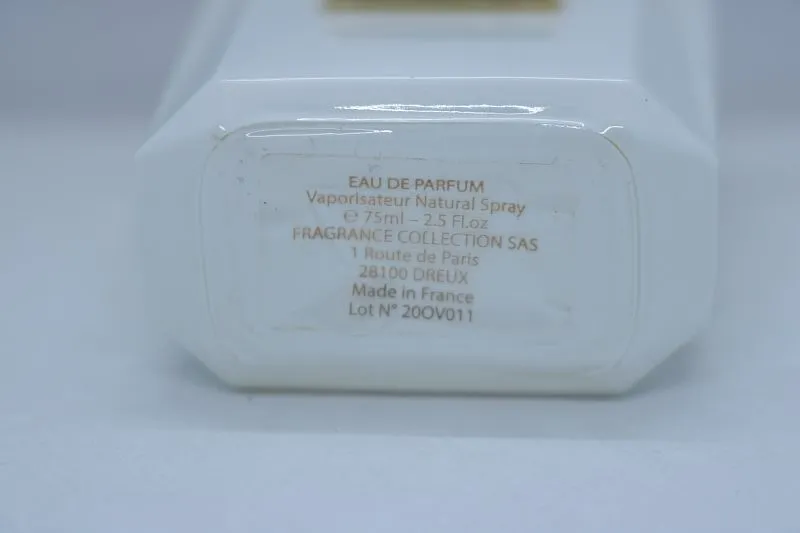 EAU DE PARFUM
Vaporisateur Natural Spray
℮ 75ml – 2.5 Fl.oz
FRAGRANCE COLLECTION SAS
1 Route de Paris
28100 DREUX
Made in France
Lot N° 20OV011